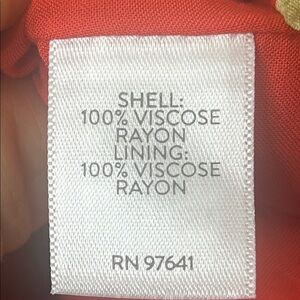 SHELL:
100% VISCOSE
RAYON
LINING:
100% VISCOSE
RAYON
RN 97641